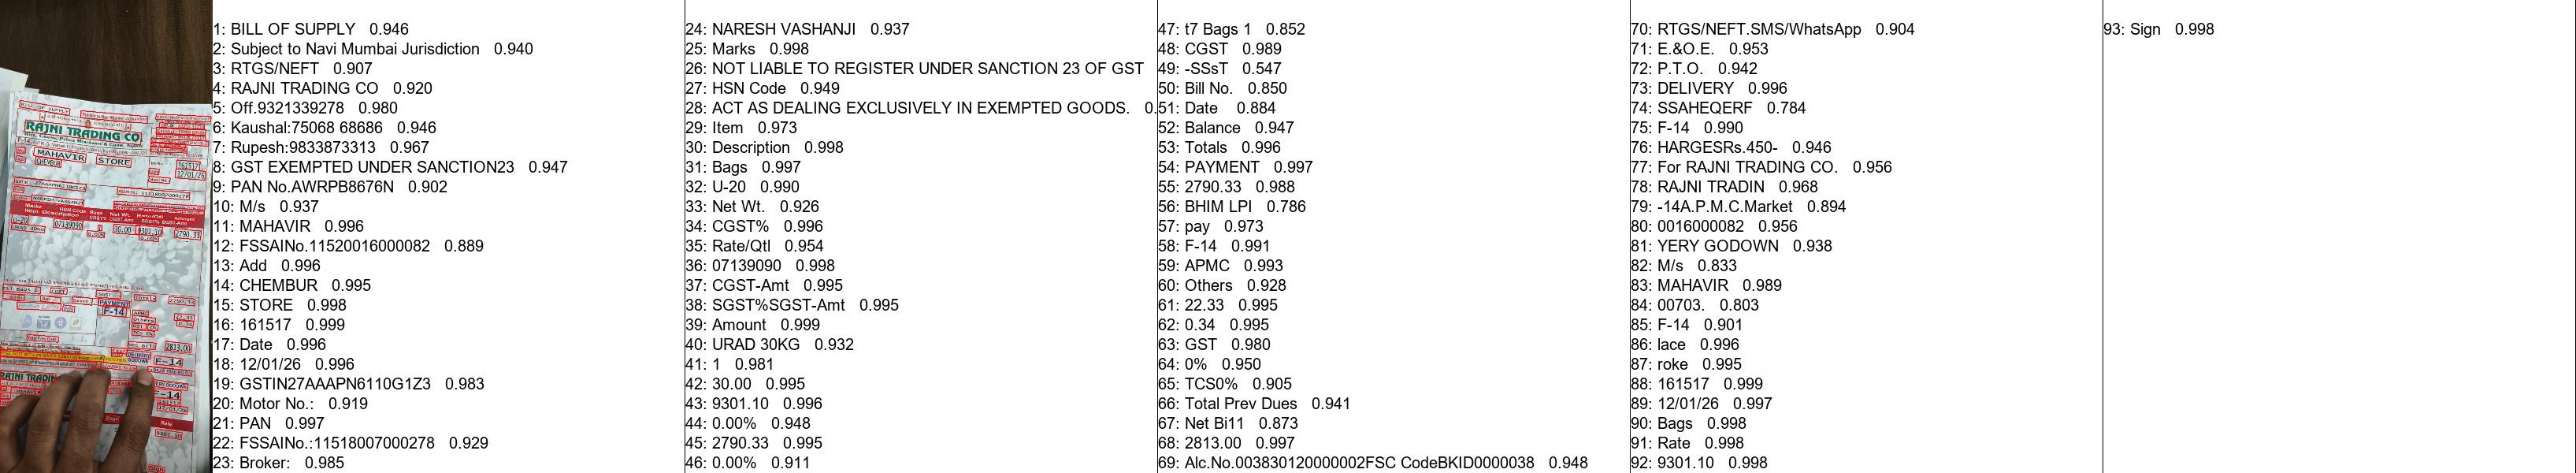 1: BILL OF SUPPLY 0.946
2: Subject to Navi Mumbai Jurisdiction 0.940
3: RTGS/NEFT 0.907
4: RAJNI TRADING CO 0.920
5: Off.9321339278 0.980
6: Kaushal:75068 68686 0.946
7: Rupesh:9833873313 0.967
8: GST EXEMPTED UNDER SANCTION23 0.947
9: PAN No.AWRPB8676N 0.902
10: M/s 0.937
11: MAHAVIR 0.996
12: FSSAINo.11520016000082 0.889
13: Add 0.996
14: CHEMBUR 0.995
15: STORE 0.998
16: 161517 0.999
17: Date 0.996
18: 12/01/26 0.996
19: GSTIN27AAAPN6110G1Z3 0.983
20: Motor No.: 0.919
21: PAN 0.997
22: FSSAINo.:11518007000278 0.929
23: Broker: 0.985
24: NARESH VASHANJI 0.937
25: Marks 0.998
26: NOT LIABLE TO REGISTER UNDER SANCTION 23 OF GST
27: HSN Code 0.949
28: ACT AS DEALING EXCLUSIVELY IN EXEMPTED GOODS. 0.
29: Item 0.973
30: Description 0.998
31: Bags 0.997
32: U-20 0.990
33: Net Wt. 0.926
34: CGST% 0.996
35: Rate/Qtl 0.954
36: 07139090 0.998
37: CGST-Amt 0.995
38: SGST%SGST-Amt 0.995
39: Amount 0.999
40: URAD 30KG 0.932
41: 1 0.981
42: 30.00 0.995
43: 9301.10 0.996
44: 0.00% 0.948
45: 2790.33 0.995
46: 0.00% 0.911
47: t7 Bags 1 0.852
48: CGST 0.989
49: -SSsT 0.547
50: Bill No. 0.850
51: Date 0.884
52: Balance 0.947
53: Totals 0.996
54: PAYMENT 0.997
55: 2790.33 0.988
56: BHIM LPI 0.786
57: pay 0.973
58: F-14 0.991
59: APMC 0.993
60: Others 0.928
61: 22.33 0.995
62: 0.34 0.995
63: GST 0.980
64: 0% 0.950
65: TCS0% 0.905
66: Total Prev Dues 0.941
67: Net Bi11 0.873
68: 2813.00 0.997
69: Alc.No.003830120000002FSC CodeBKID0000038 0.948
70: RTGS/NEFT.SMS/WhatsApp 0.904
71: E.&O.E. 0.953
72: P.T.O. 0.942
73: DELIVERY 0.996
74: SSAHEQERF 0.784
75: F-14 0.990
76: HARGESRs.450- 0.946
77: For RAJNI TRADING CO. 0.956
78: RAJNI TRADIN 0.968
79: -14A.P.M.C.Market 0.894
80: 0016000082 0.956
81: YERY GODOWN 0.938
82: M/s 0.833
83: MAHAVIR 0.989
84: 00703. 0.803
85: F-14 0.901
86: lace 0.996
87: roke 0.995
88: 161517 0.999
89: 12/01/26 0.997
90: Bags 0.998
91: Rate 0.998
92: 9301.10 0.998
93: Sign 0.998